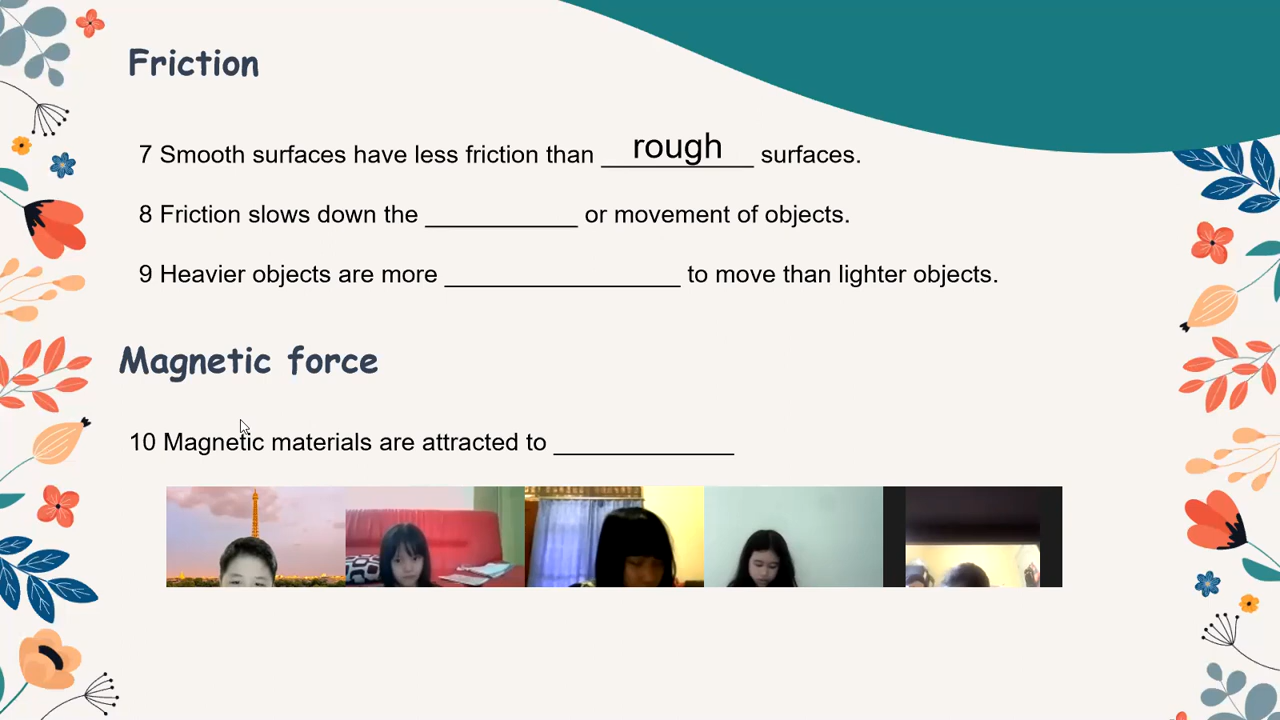 Friction
7 Smooth surfaces have less friction than rough surfaces.
8 Friction slows down the ___________ or movement of objects.
9 Heavier objects are more _________________ to move than lighter objects.
Magnetic force
10 Magnetic materials are attracted to _____________